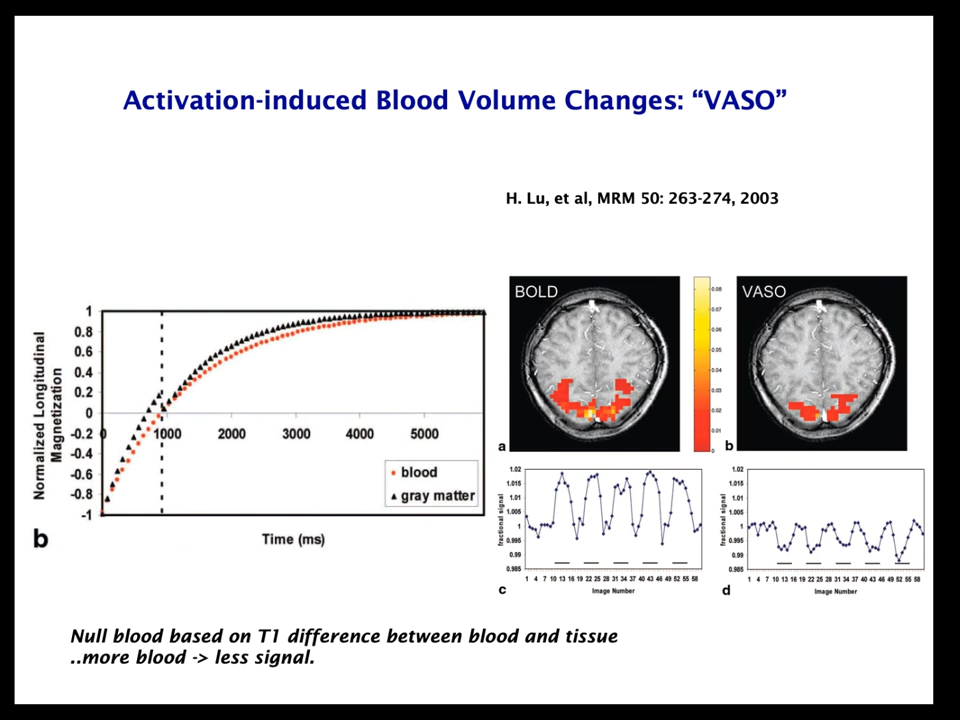 Activation-induced Blood Volume Changes: “VASO”
H. Lu, et al, MRM 50: 263-274, 2003
Normalized Longitudinal
Magnetization
1
0.8
0.6
0.4
0.2
0
-0.2
-0.4
-0.6
-0.8
-1
0 1000 2000 3000 4000 5000
blood
gray matter
Time (ms)
b
BOLD
a
0.08
0.07
0.06
0.05
0.04
0.03
0.02
0.01
0
VASO
b
fractional signal
1.02
1.015
1.01
1.005
1
0.995
0.99
0.985
1 4 7 10 13 16 19 22 25 28 31 34 37 40 43 46 49 52 55 58
Image Number
c
fractional signal
1.02
1.015
1.01
1.005
1
0.995
0.99
0.985
1 4 7 10 13 16 19 22 25 28 31 34 37 40 43 46 49 52 55 58
Image Number
d
Null blood based on T1 difference between blood and tissue
..more blood -> less signal.